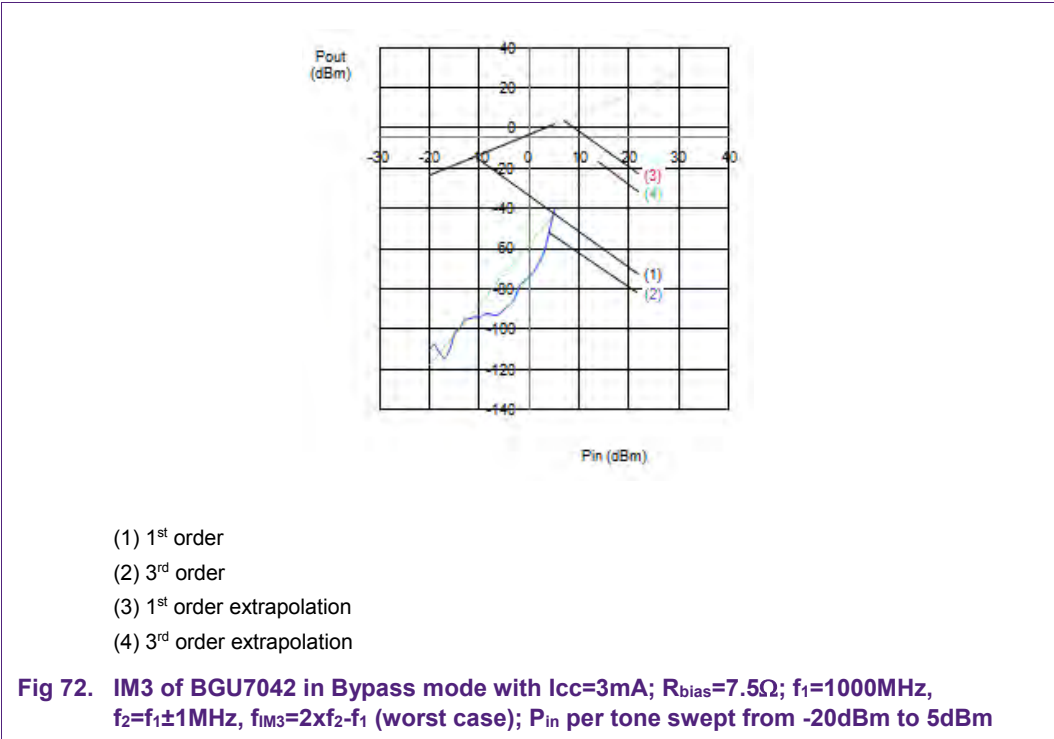 Pout
(dBm)
40
20
0
-30 -20 -10 0 10 20 30 40
-20
(3)
(4)
-40
-60
(1)
-80
(2)
-100
-120
-140
Pin (dBm)
(1) 1st order
(2) 3rd order
(3) 1st order extrapolation
(4) 3rd order extrapolation
Fig 72. IM3 of BGU7042 in Bypass mode with Icc=3mA; Rbias=7.5Ω; f1=1000MHz,
f2=f1±1MHz, fIM3=2xf2-f1 (worst case); Pin per tone swept from -20dBm to 5dBm